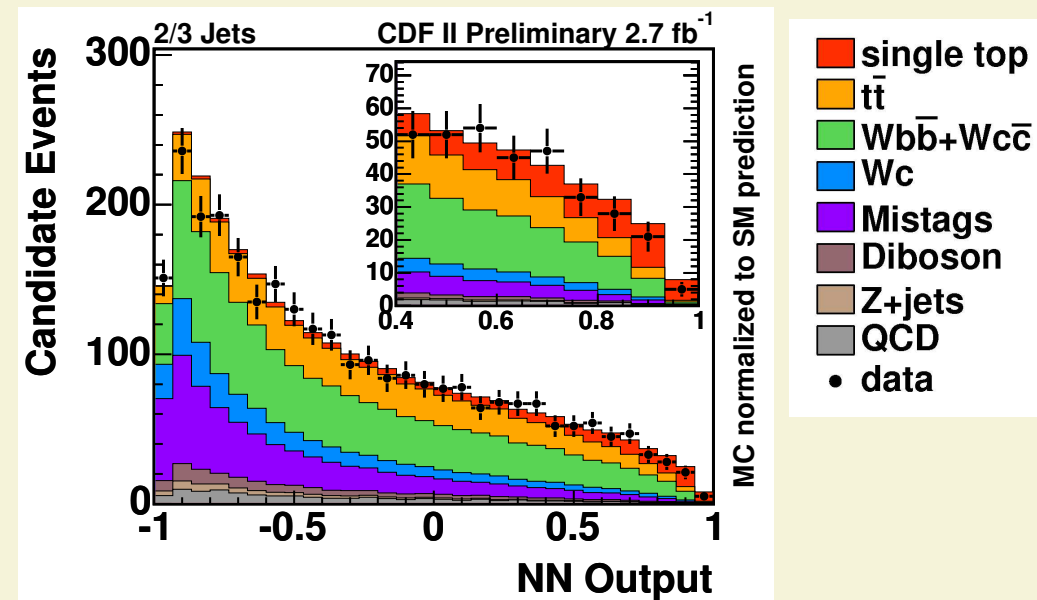 2/3 Jets
CDF II Preliminary 2.7 fb⁻¹
Candidate Events
300
200
100
0
-1
-0.5
0
0.5
1
NN Output
70
60
50
40
30
20
10
0
0.4
0.6
0.8
1
MC normalized to SM prediction
single top
tt̄
Wbb̄+Wcc̄
Wc
Mistags
Diboson
Z+jets
QCD
data